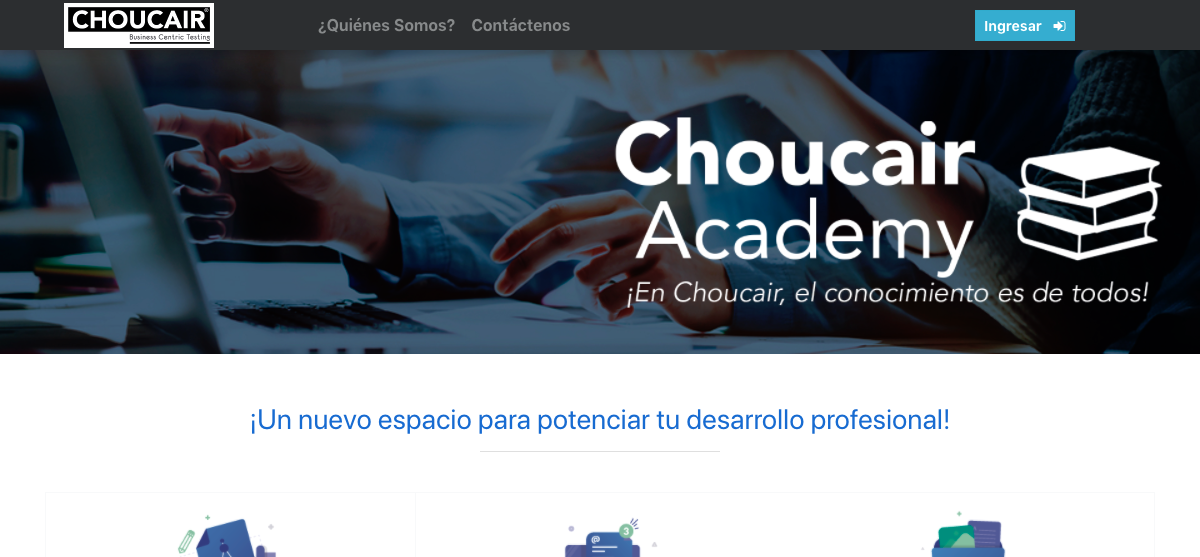 CHOUCAIR®
Business Centric Testing
¿Quiénes Somos? Contáctenos
Ingresar
Choucair
Academy
¡En Choucair, el conocimiento es de todos!
¡Un nuevo espacio para potenciar tu desarrollo profesional!
@
3